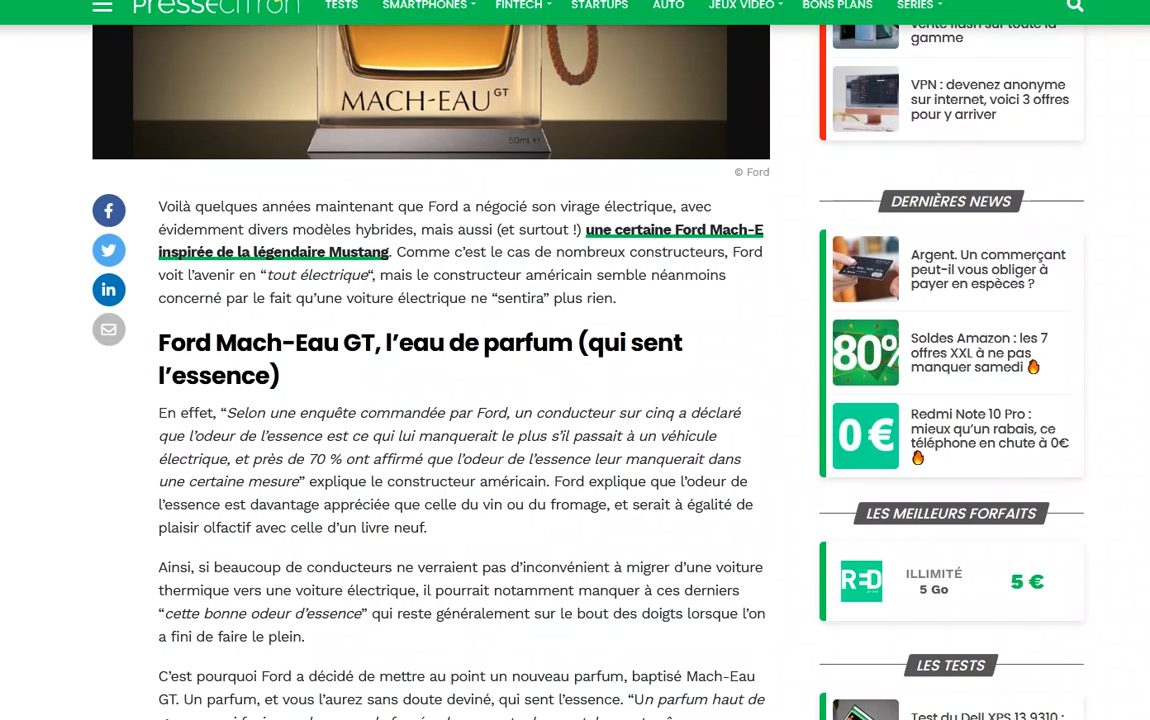 PRESSECITRON
TESTS
SMARTPHONES
FINTECH
STARTUPS
AUTO
JEUX VIDÉO
BONS PLANS
SÉRIES
MACH-EAU GT
50ml
© Ford
Voilà quelques années maintenant que Ford a négocié son virage électrique, avec
évidemment divers modèles hybrides, mais aussi (et surtout !) une certaine Ford Mach-E
inspirée de la légendaire Mustang. Comme c’est le cas de nombreux constructeurs, Ford
voit l’avenir en “tout électrique“, mais le constructeur américain semble néanmoins
concerné par le fait qu’une voiture électrique ne “sentira” plus rien.
Ford Mach-Eau GT, l’eau de parfum (qui sent
l’essence)
En effet, “Selon une enquête commandée par Ford, un conducteur sur cinq a déclaré
que l’odeur de l’essence est ce qui lui manquerait le plus s’il passait à un véhicule
électrique, et près de 70 % ont affirmé que l’odeur de l’essence leur manquerait dans
une certaine mesure” explique le constructeur américain. Ford explique que l’odeur de
l’essence est davantage appréciée que celle du vin ou du fromage, et serait à égalité de
plaisir olfactif avec celle d’un livre neuf.
Ainsi, si beaucoup de conducteurs ne verraient pas d’inconvénient à migrer d’une voiture
thermique vers une voiture électrique, il pourrait notamment manquer à ces derniers
“cette bonne odeur d’essence” qui reste généralement sur le bout des doigts lorsque l’on
a fini de faire le plein.
C’est pourquoi Ford a décidé de mettre au point un nouveau parfum, baptisé Mach-Eau
GT. Un parfum, et vous l’aurez sans doute deviné, qui sent l’essence. “Un parfum haut de
vente flash sur toute la
gamme
VPN : devenez anonyme
sur internet, voici 3 offres
pour y arriver
DERNIÈRES NEWS
Argent. Un commerçant
peut-il vous obliger à
payer en espèces ?
80%
Soldes Amazon : les 7
offres XXL à ne pas
manquer samedi 🔥
0 €
Redmi Note 10 Pro :
mieux qu’un rabais, ce
téléphone en chute à 0€
🔥
LES MEILLEURS FORFAITS
RED
ILLIMITÉ
5 Go
5 €
LES TESTS
Test du Dell XPS 13 9310 :